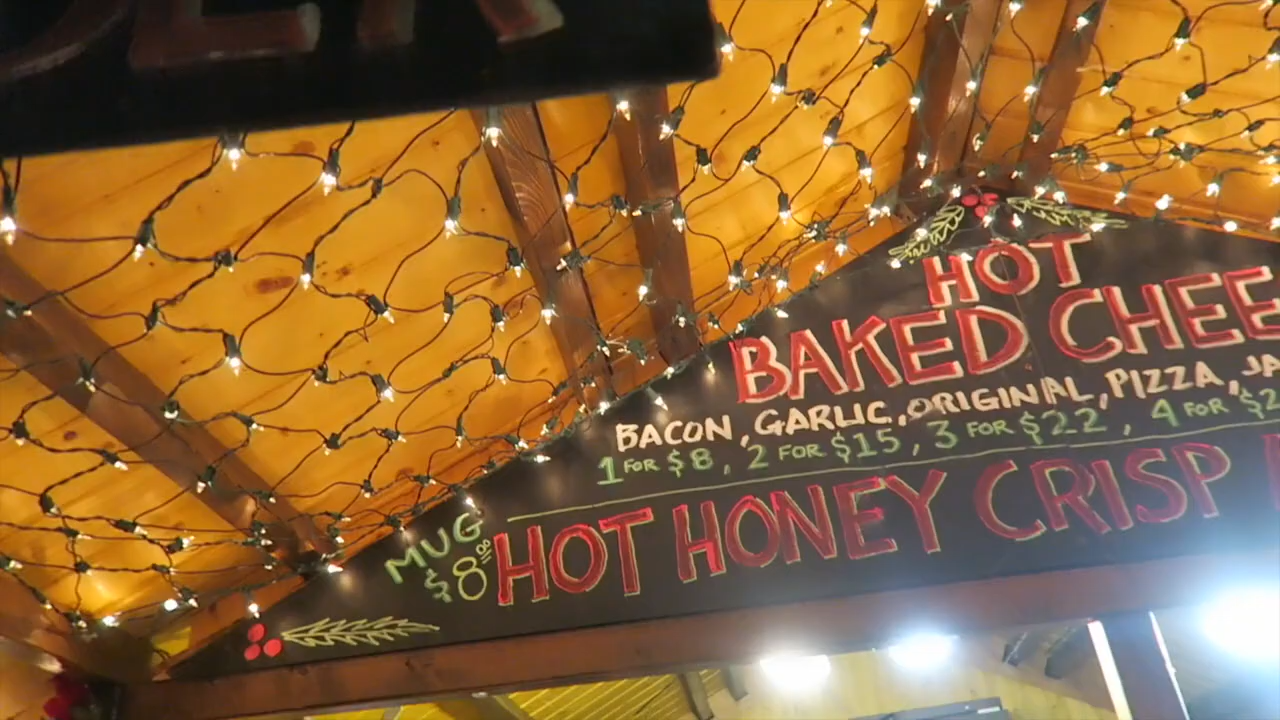 HOT
BAKED CHEE
BACON, GARLIC, ORIGINAL, PIZZA, JA
1 FOR $8, 2 FOR $15, 3 FOR $22, 4 FOR $2
MUG
$8.00
HOT HONEY CRISP